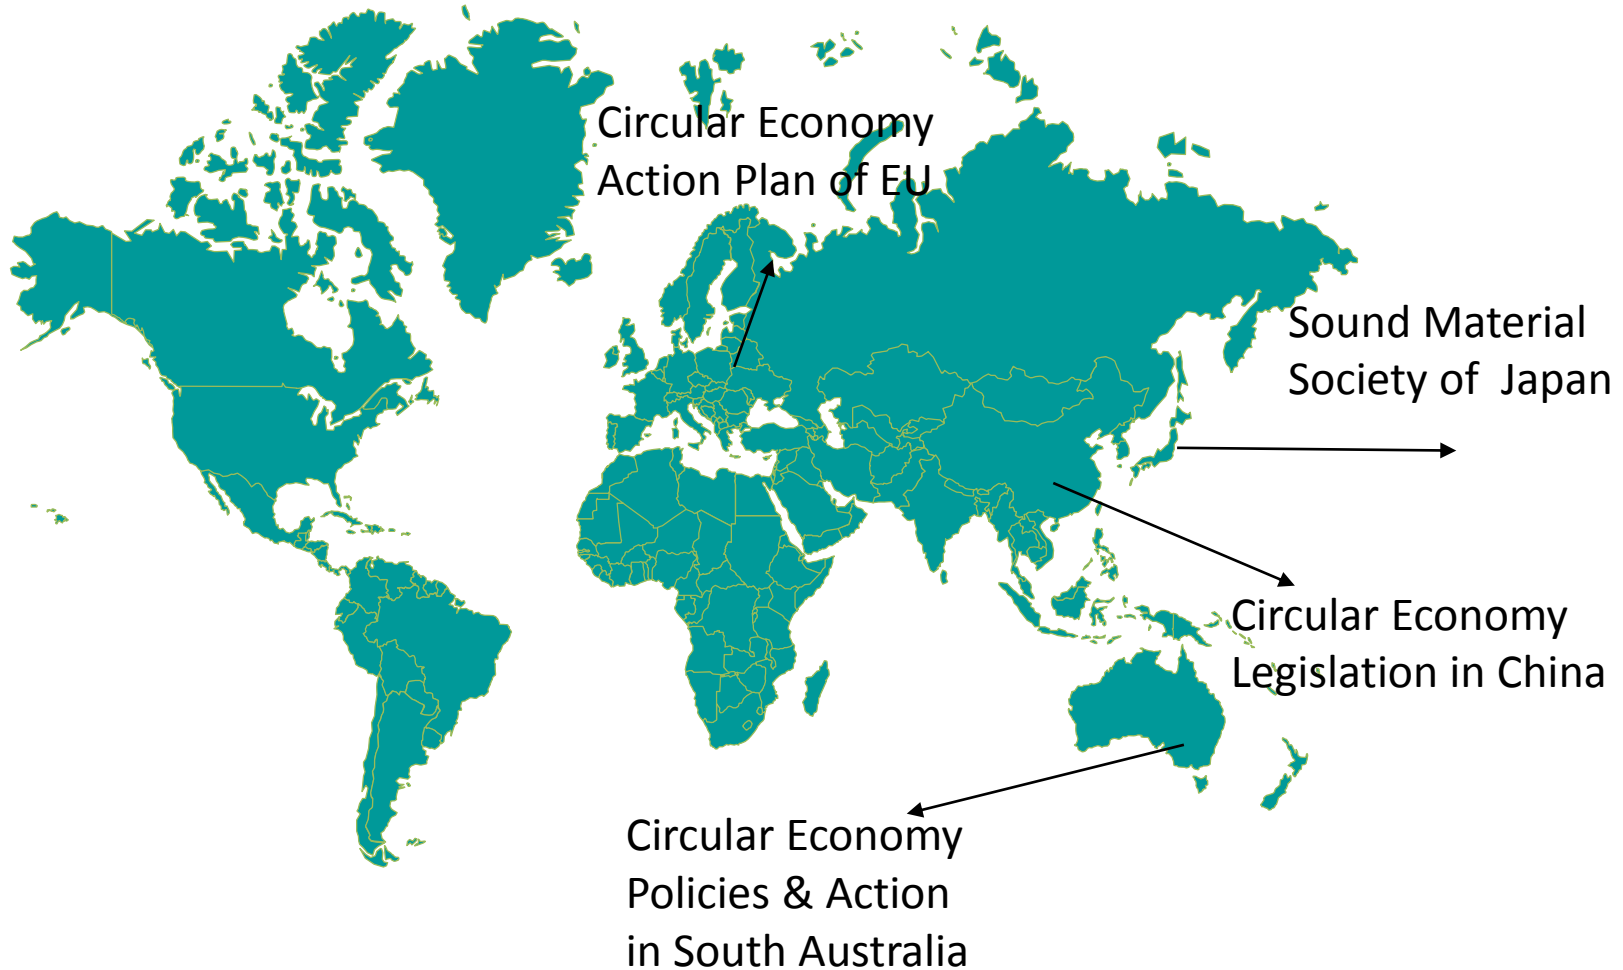 Circular Economy
Action Plan of EU
Sound Material
Society of  Japan
Circular Economy
Legislation in China
Circular Economy
Policies & Action
in South Australia